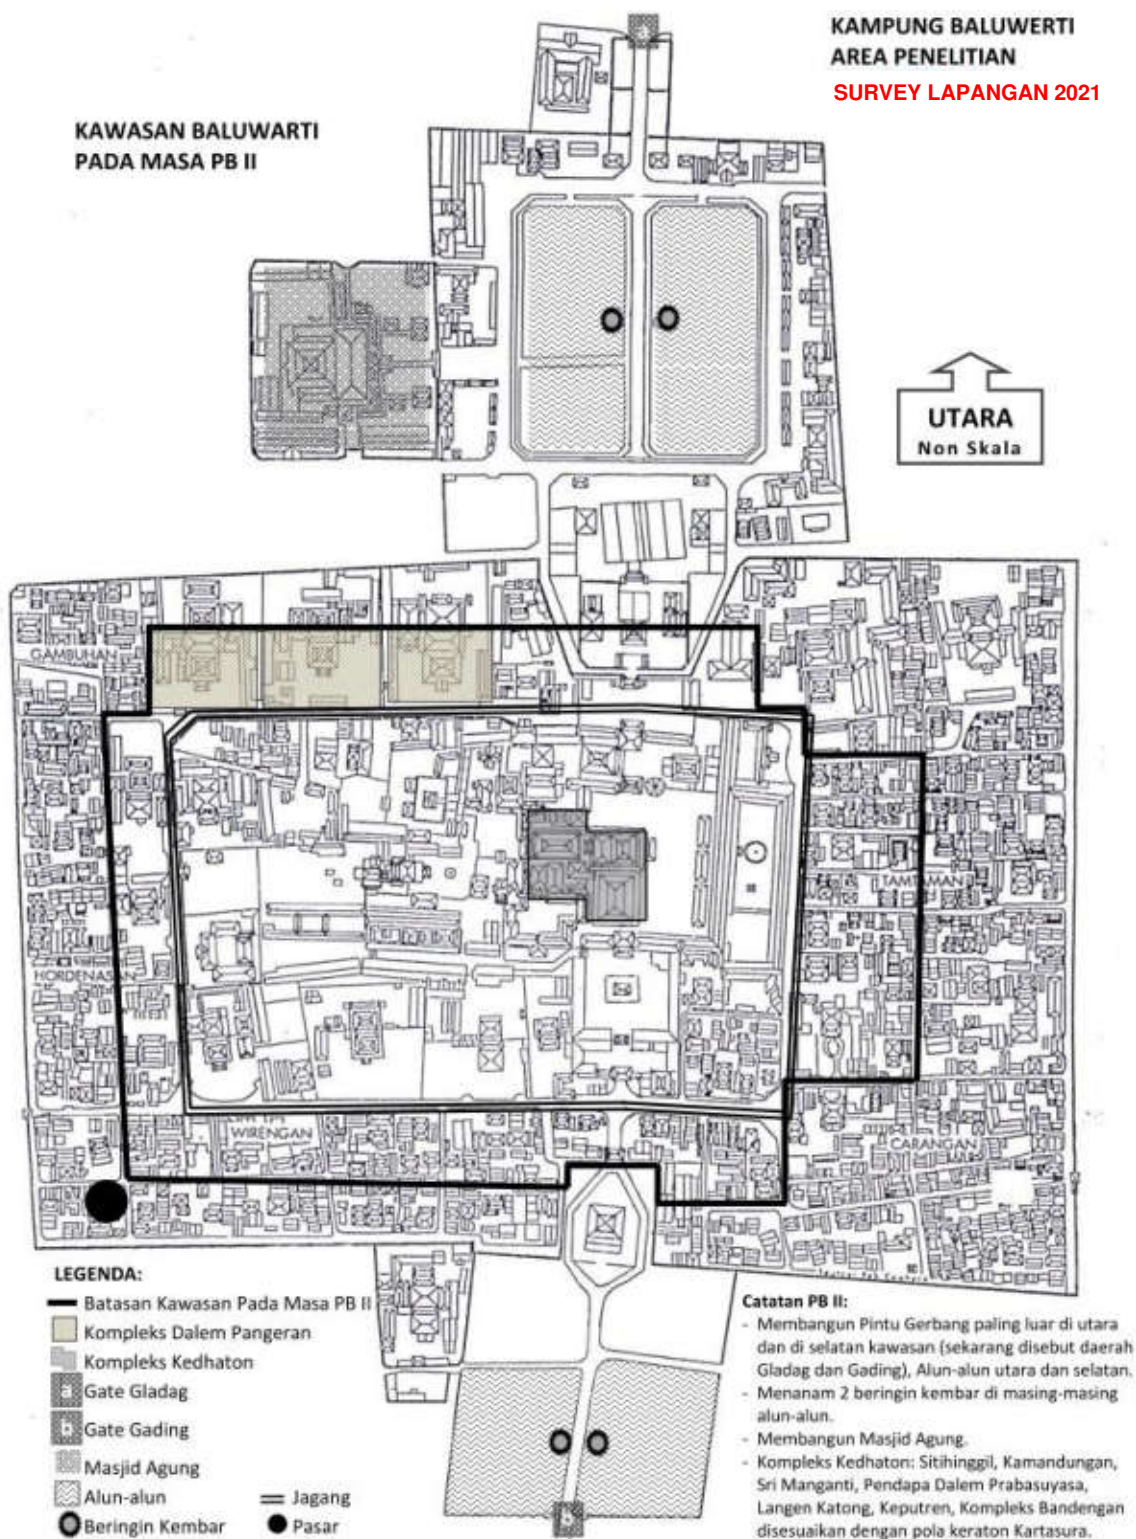 KAMPUNG BALUWERTI
AREA PENELITIAN
SURVEY LAPANGAN 2021
KAWASAN BALUWARTI
PADA MASA PB II
a
UTARA
Non Skala
GAMBUHAN
TAMTAMAN
HORDENASAN
WIRENGAN
CARANGAN
LEGENDA:
Batasan Kawasan Pada Masa PB II
Kompleks Dalem Pangeran
Kompleks Kedhaton
a Gate Gladag
b Gate Gading
Masjid Agung
Alun-alun
Jagang
Beringin Kembar
Pasar
b
Catatan PB II:
- Membangun Pintu Gerbang paling luar di utara
dan di selatan kawasan (sekarang disebut daerah
Gladag dan Gading), Alun-alun utara dan selatan.
- Menanam 2 beringin kembar di masing-masing
alun-alun.
- Membangun Masjid Agung.
- Kompleks Kedhaton: Sitihinggil, Kamandungan,
Sri Manganti, Pendapa Dalem Prabasuyasa,
Langen Katong, Keputren, Kompleks Bandengan
disesuaikan dengan pola keraton Kartasura.